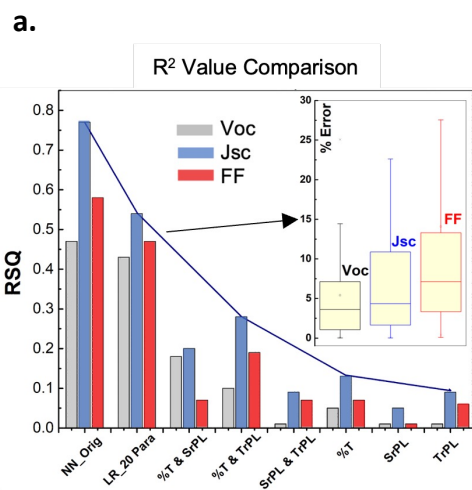 a.
R² Value Comparison
Voc
Jsc
FF
RSQ
0.8
0.7
0.6
0.5
0.4
0.3
0.2
0.1
0.0
NN_Orig
LR_20 Para
%T & SrPL
%T & TrPL
SrPL & TrPL
%T
SrPL
TrPL
% Error
30
25
20
15
10
5
0
Voc
Jsc
FF